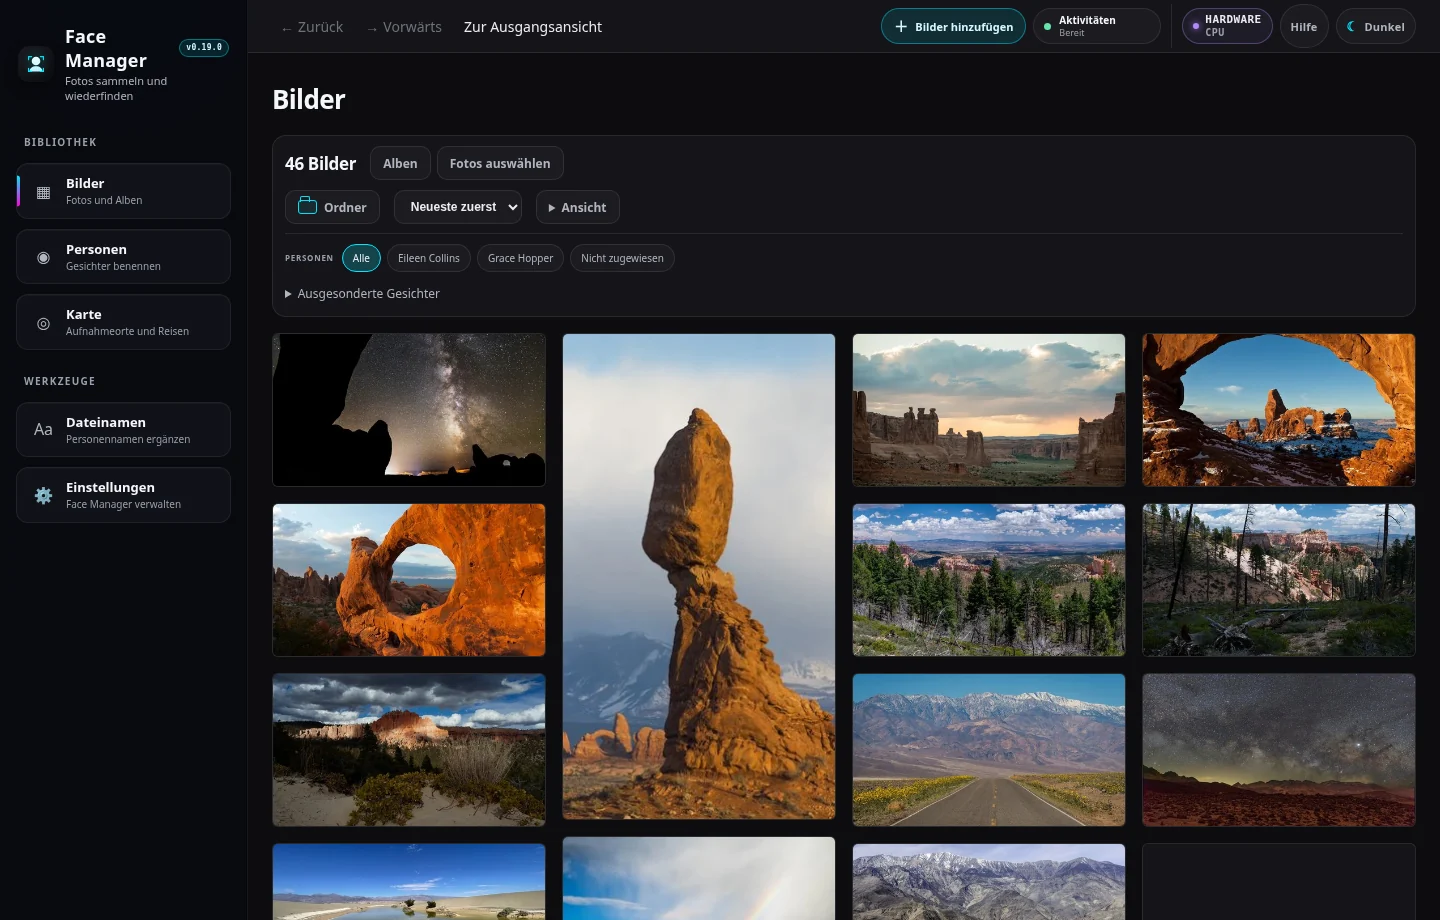 Face
Manager
v0.19.0
Fotos sammeln und
wiederfinden
BIBLIOTHEK
Bilder
Fotos und Alben
Personen
Gesichter benennen
Karte
Aufnahmeorte und Reisen
WERKZEUGE
Aa
Dateinamen
Personennamen ergänzen
Einstellungen
Face Manager verwalten
← Zurück → Vorwärts Zur Ausgangsansicht
+ Bilder hinzufügen
Aktivitäten
Bereit
HARDWARE
CPU
Hilfe
Dunkel
Bilder
46 Bilder Alben Fotos auswählen
Ordner Neueste zuerst Ansicht
PERSONEN Alle Eileen Collins Grace Hopper Nicht zugewiesen
Ausgesonderte Gesichter